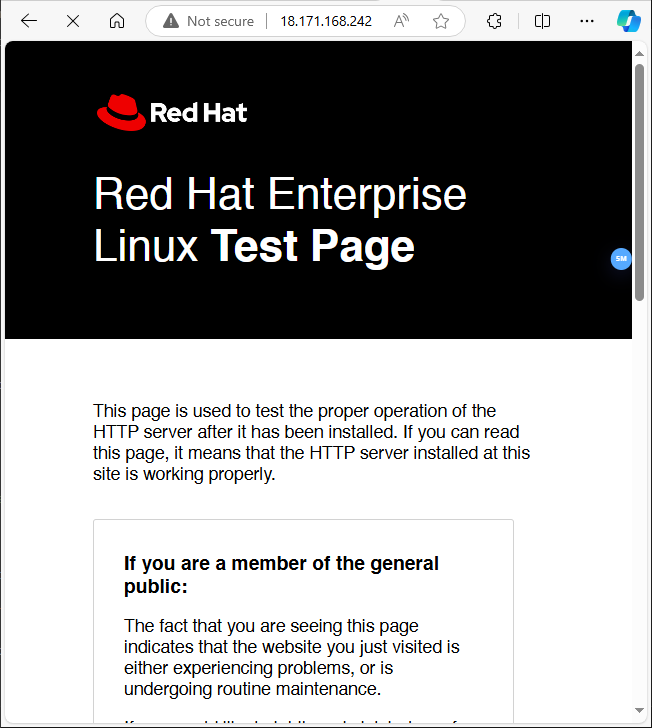 Not secure 18.171.168.242
Red Hat
Red Hat Enterprise
Linux Test Page
SM
This page is used to test the proper operation of the
HTTP server after it has been installed. If you can read
this page, it means that the HTTP server installed at this
site is working properly.
If you are a member of the general
public:
The fact that you are seeing this page
indicates that the website you just visited is
either experiencing problems, or is
undergoing routine maintenance.